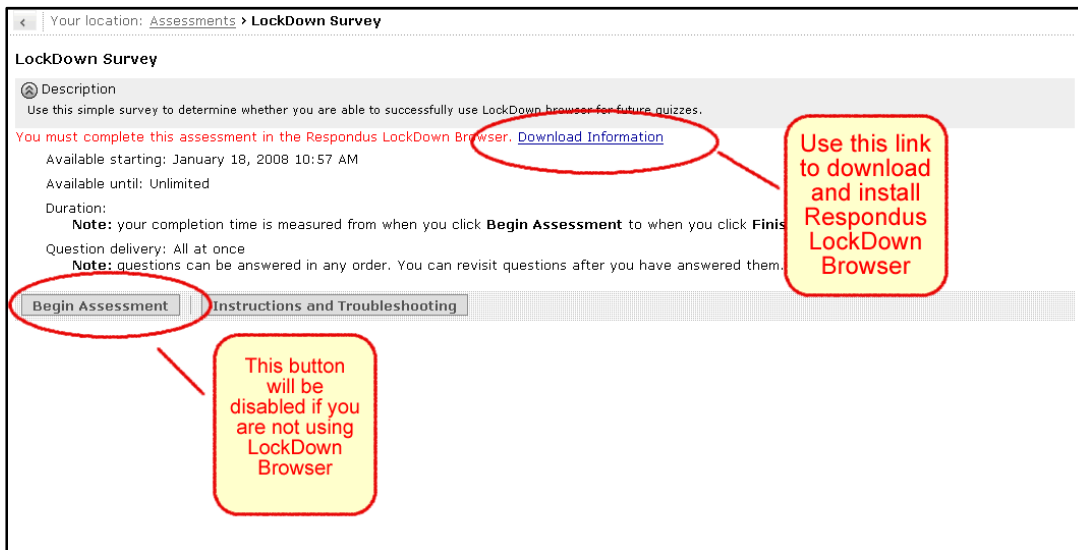 Your location: Assessments > LockDown Survey
LockDown Survey
Description
Use this simple survey to determine whether you are able to successfully use LockDown browser for future quizzes.
You must complete this assessment in the Respondus LockDown Browser. Download Information
Available starting: January 18, 2008 10:57 AM
Available until: Unlimited
Duration:
Note: your completion time is measured from when you click Begin Assessment to when you click Finis
Question delivery: All at once
Note: questions can be answered in any order. You can revisit questions after you have answered them.
Use this link
to download
and install
Respondus
LockDown
Browser
Begin Assessment Instructions and Troubleshooting
This button
will be
disabled if you
are not using
LockDown
Browser